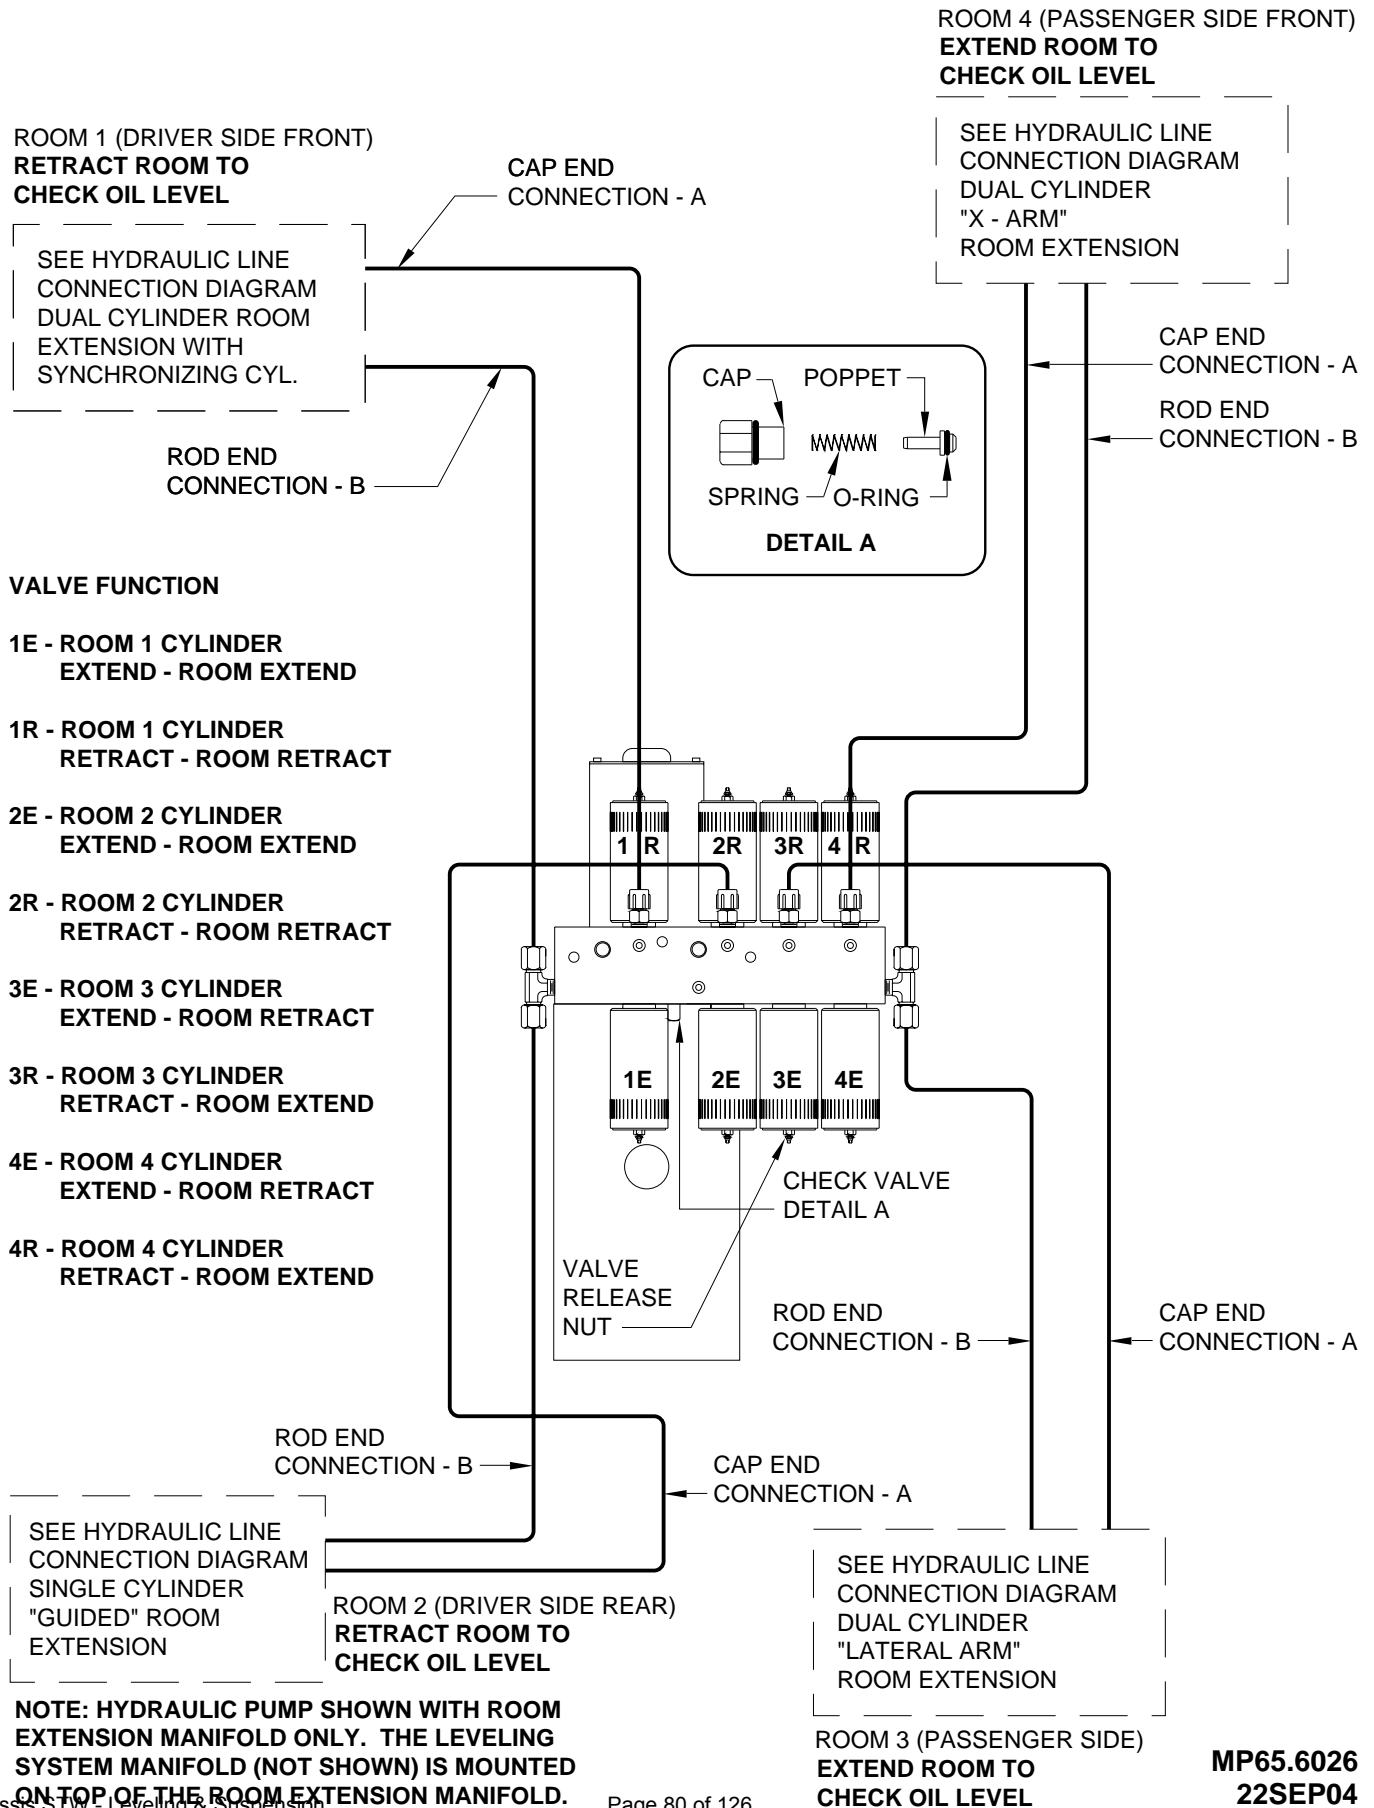 ROOM 4 (PASSENGER SIDE FRONT)
EXTEND ROOM TO
CHECK OIL LEVEL
SEE HYDRAULIC LINE
CONNECTION DIAGRAM
DUAL CYLINDER
"X - ARM"
ROOM EXTENSION
ROOM 1 (DRIVER SIDE FRONT)
RETRACT ROOM TO
CHECK OIL LEVEL
SEE HYDRAULIC LINE
CONNECTION DIAGRAM
DUAL CYLINDER ROOM
EXTENSION WITH
SYNCHRONIZING CYL.
CAP END
CONNECTION - A
ROD END
CONNECTION - B
CAP END
CONNECTION - A
ROD END
CONNECTION - B
CAP
POPPET
SPRING
O-RING
DETAIL A
VALVE FUNCTION
1E - ROOM 1 CYLINDER
EXTEND - ROOM EXTEND
1R - ROOM 1 CYLINDER
RETRACT - ROOM RETRACT
2E - ROOM 2 CYLINDER
EXTEND - ROOM EXTEND
2R - ROOM 2 CYLINDER
RETRACT - ROOM RETRACT
3E - ROOM 3 CYLINDER
EXTEND - ROOM RETRACT
3R - ROOM 3 CYLINDER
RETRACT - ROOM EXTEND
4E - ROOM 4 CYLINDER
EXTEND - ROOM RETRACT
4R - ROOM 4 CYLINDER
RETRACT - ROOM EXTEND
1 R
2R
3R
4 R
1E
2E
3E
4E
CHECK VALVE
DETAIL A
VALVE
RELEASE
NUT
ROD END
CONNECTION - B
CAP END
CONNECTION - A
ROD END
CONNECTION - B
CAP END
CONNECTION - A
SEE HYDRAULIC LINE
CONNECTION DIAGRAM
SINGLE CYLINDER
"GUIDED" ROOM
EXTENSION
ROOM 2 (DRIVER SIDE REAR)
RETRACT ROOM TO
CHECK OIL LEVEL
SEE HYDRAULIC LINE
CONNECTION DIAGRAM
DUAL CYLINDER
"LATERAL ARM"
ROOM EXTENSION
ROOM 3 (PASSENGER SIDE)
EXTEND ROOM TO
CHECK OIL LEVEL
NOTE: HYDRAULIC PUMP SHOWN WITH ROOM
EXTENSION MANIFOLD ONLY. THE LEVELING
SYSTEM MANIFOLD (NOT SHOWN) IS MOUNTED
ON TOP OF THE ROOM EXTENSION MANIFOLD.
ssis STW - Leveling & Suspension
Page 80 of 126
MP65.6026
22SEP04